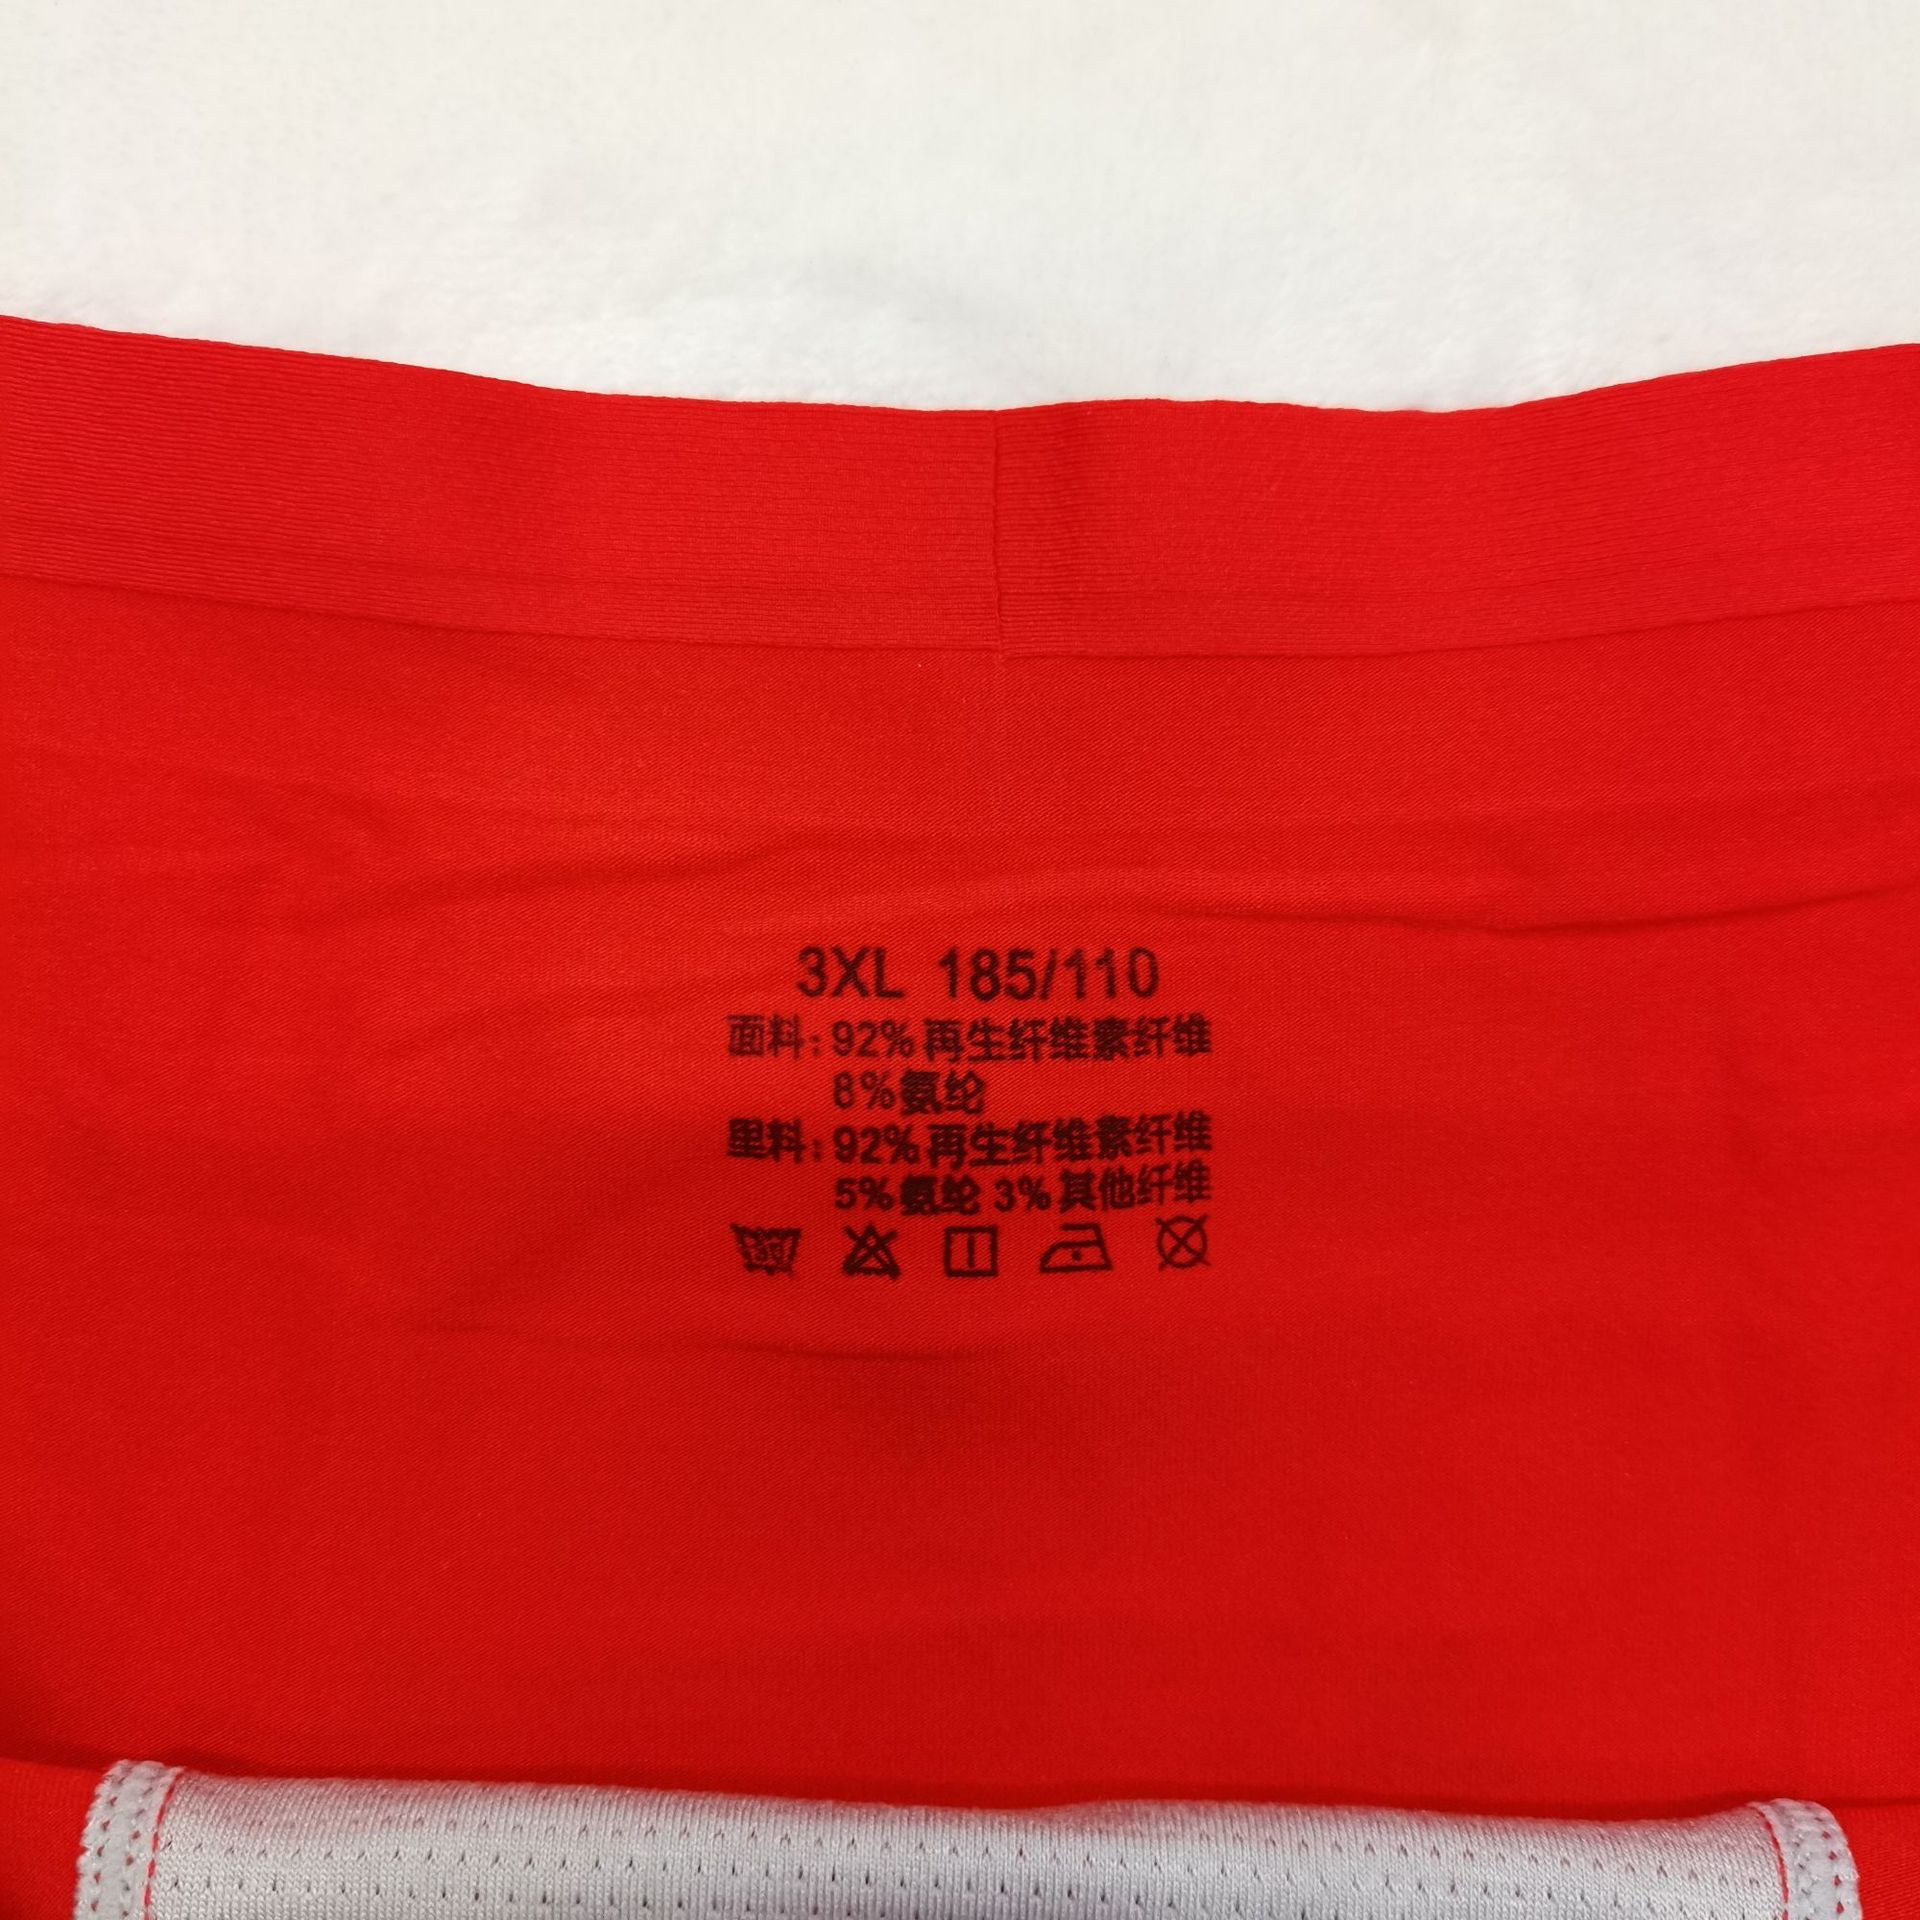 3XL 185/110
面料:92%再生纤维素纤维
8%氨纶
里料:92%再生纤维素纤维
5%氨纶 3%其他纤维